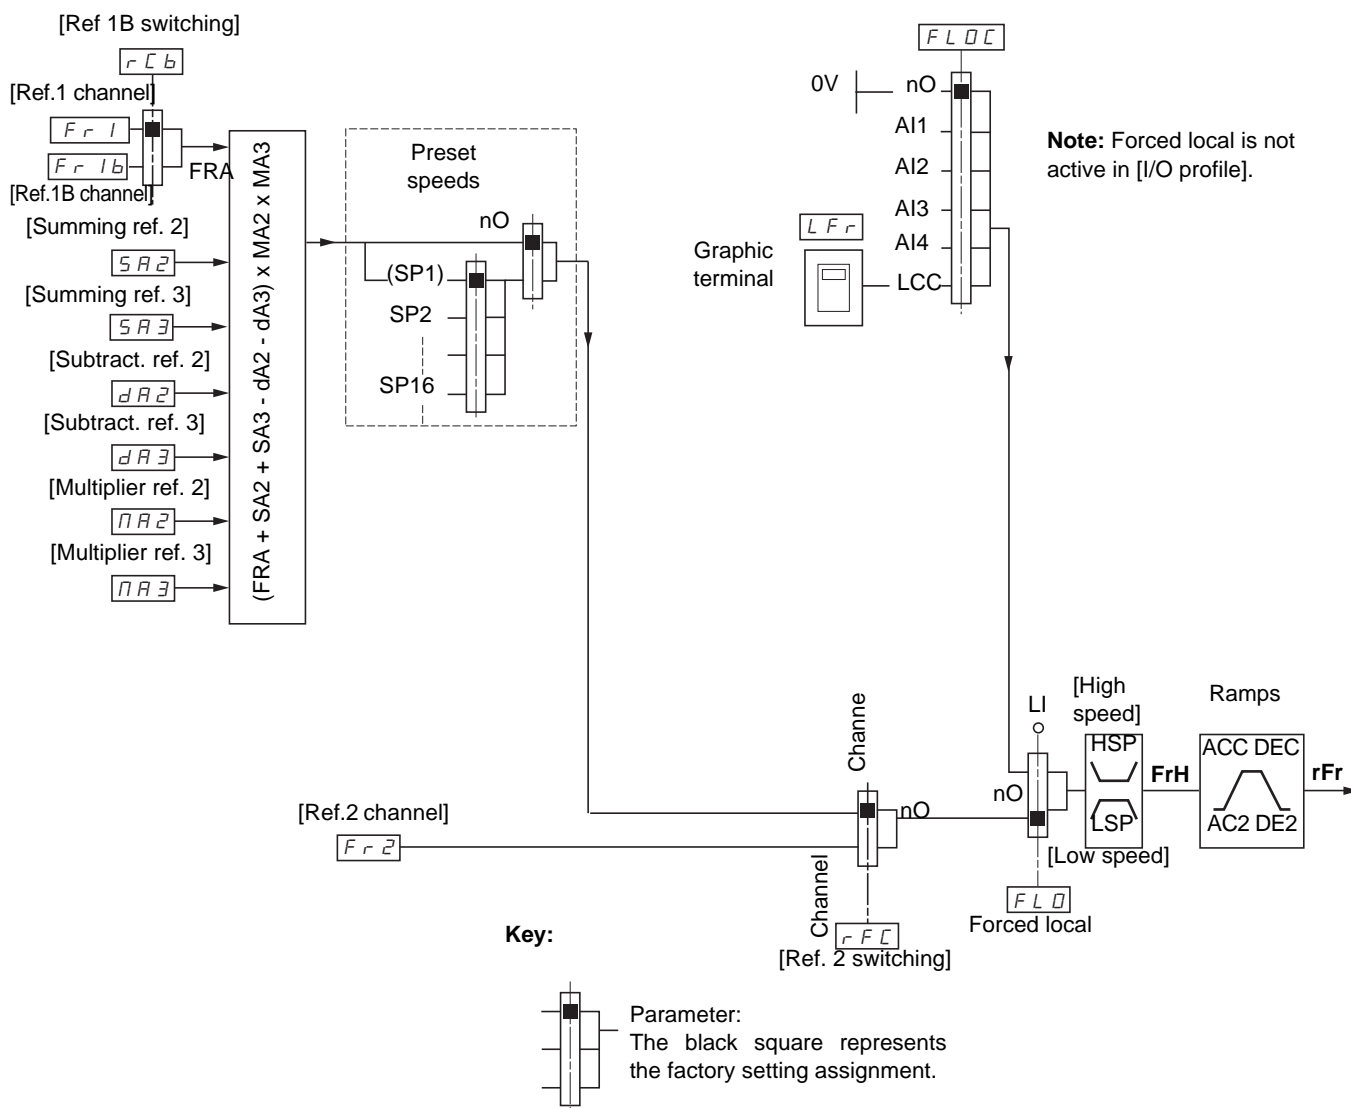 [Ref 1B switching]
rCb
[Ref.1 channel]
Fr1
Fr1b
[Ref.1B channel]
FRA
[Summing ref. 2]
SA2
[Summing ref. 3]
SA3
[Subtract. ref. 2]
dA2
[Subtract. ref. 3]
dA3
[Multiplier ref. 2]
MA2
[Multiplier ref. 3]
MA3
(FRA + SA2 + SA3 - dA2 - dA3) x MA2 x MA3
Preset
speeds
nO
(SP1)
SP2
SP16
FLOC
0V
nO
AI1
AI2
AI3
AI4
LCC
LFr
Graphic
terminal
Note: Forced local is not
active in [I/O profile].
[Ref.2 channel]
Fr2
Channe
nO
Channel
rFC
[Ref. 2 switching]
LI
nO
FLO
Forced local
[High
speed]
HSP
LSP
[Low speed]
FrH
Ramps
ACC DEC
AC2 DE2
rFr
Key:
Parameter:
The black square represents
the factory setting assignment.